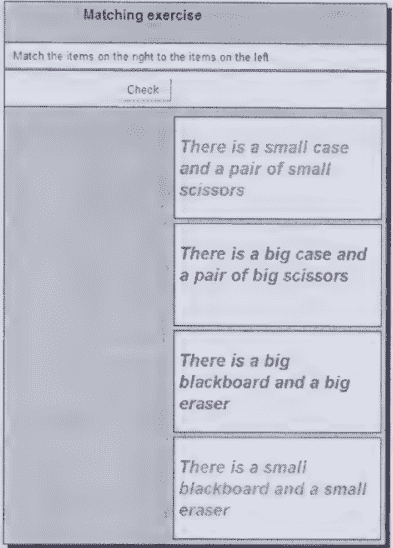 Matching exercise
Match the items on the right to the items on the left
Check
There is a small case
and a pair of small
scissors
There is a big case and
a pair of big scissors
There is a big
blackboard and a big
eraser
There is a small
blackboard and a small
eraser